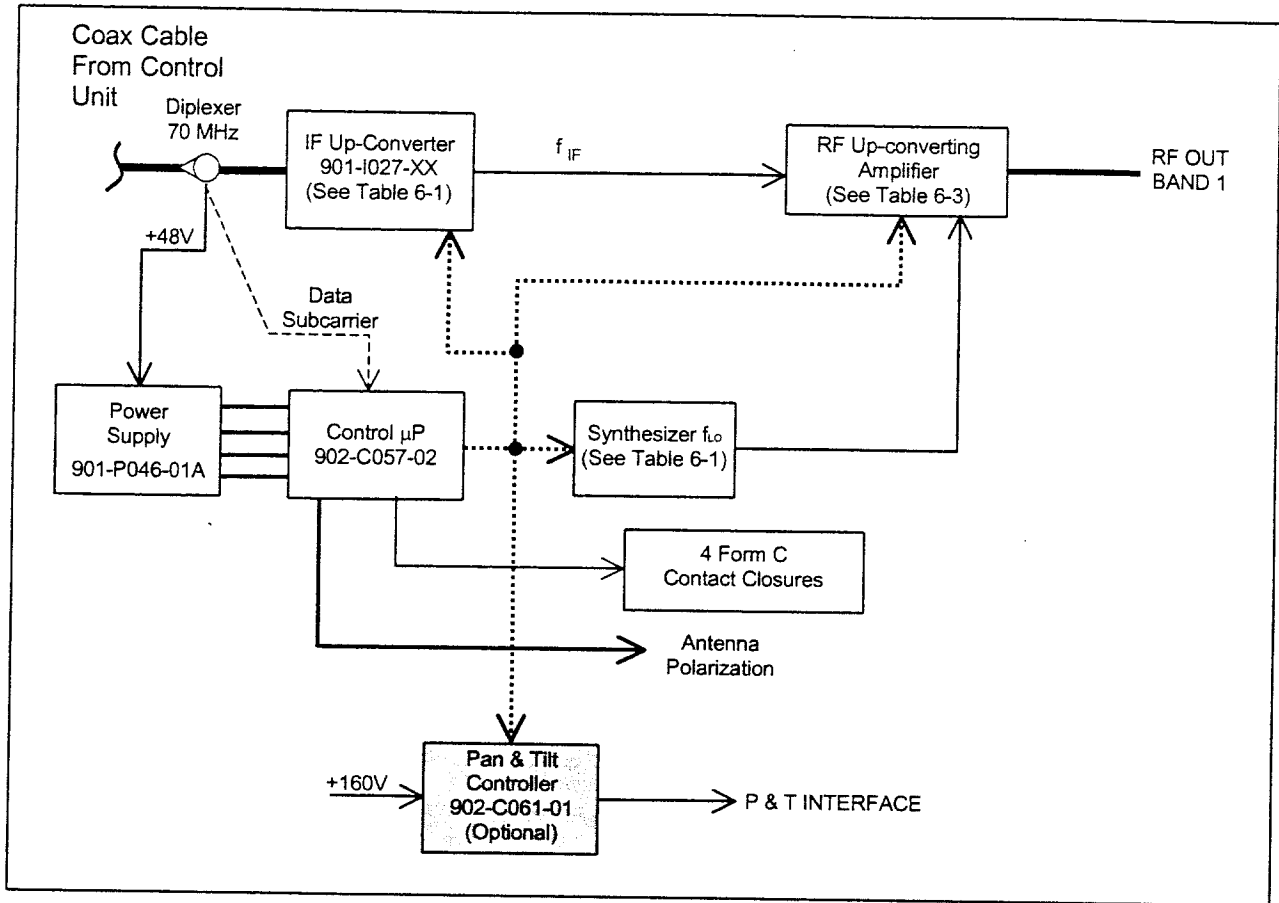 Coax Cable
From Control
Unit
Diplexer
70 MHz
IF Up-Converter
901-I027-XX
(See Table 6-1)
f IF
RF Up-converting
Amplifier
(See Table 6-3)
RF OUT
BAND 1
+48V
Data
Subcarrier
Power
Supply
901-P046-01A
Control µP
902-C057-02
Synthesizer fLO
(See Table 6-1)
4 Form C
Contact Closures
Antenna
Polarization
+160V
Pan & Tilt
Controller
902-C061-01
(Optional)
P & T INTERFACE